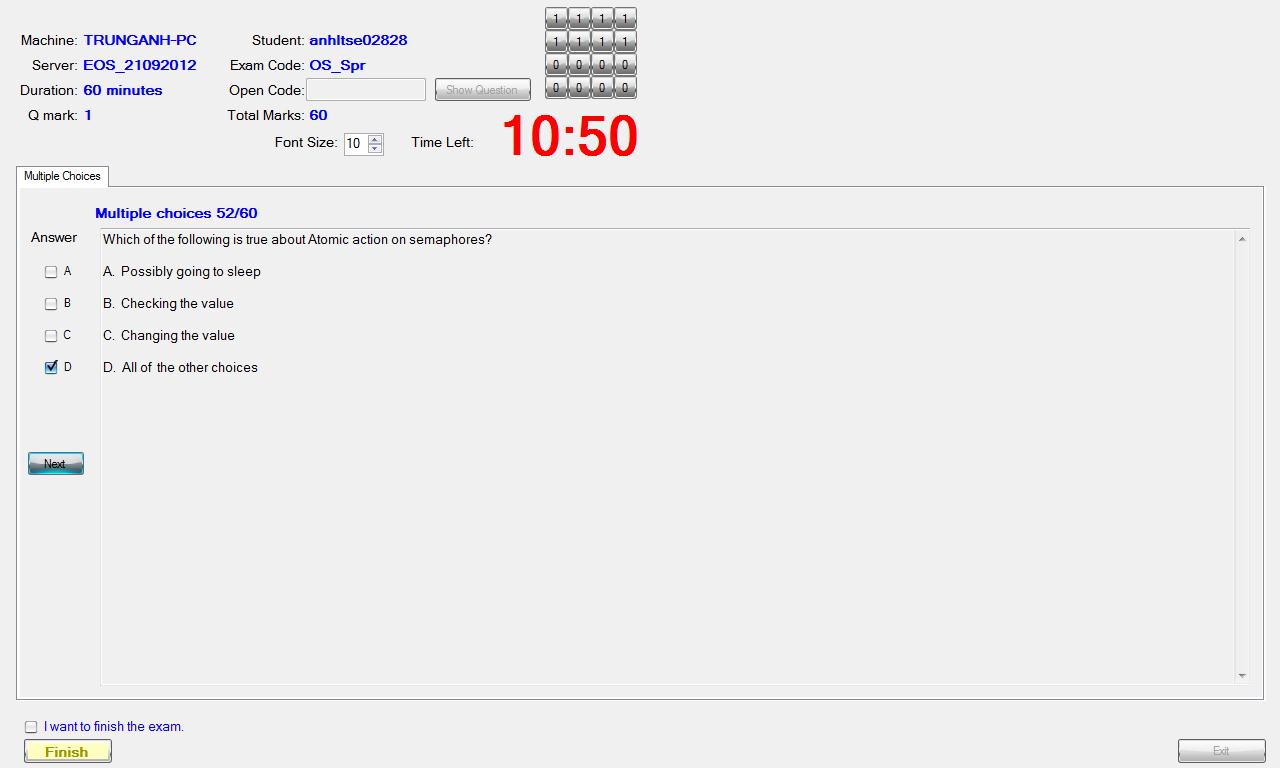 1 1 1 1
Machine: TRUNGANH-PC Student: anhltse02828
1 1 1 1
Server: EOS_21092012 Exam Code: OS_Spr
0 0 0 0
Duration: 60 minutes Open Code: Show Question
0 0 0 0
Q mark: 1 Total Marks: 60
Font Size: 10 Time Left: 10:50
Multiple Choices
Multiple choices 52/60
Answer
Which of the following is true about Atomic action on semaphores?
A A. Possibly going to sleep
B B. Checking the value
C C. Changing the value
D D. All of the other choices
Next
I want to finish the exam.
Finish Exit